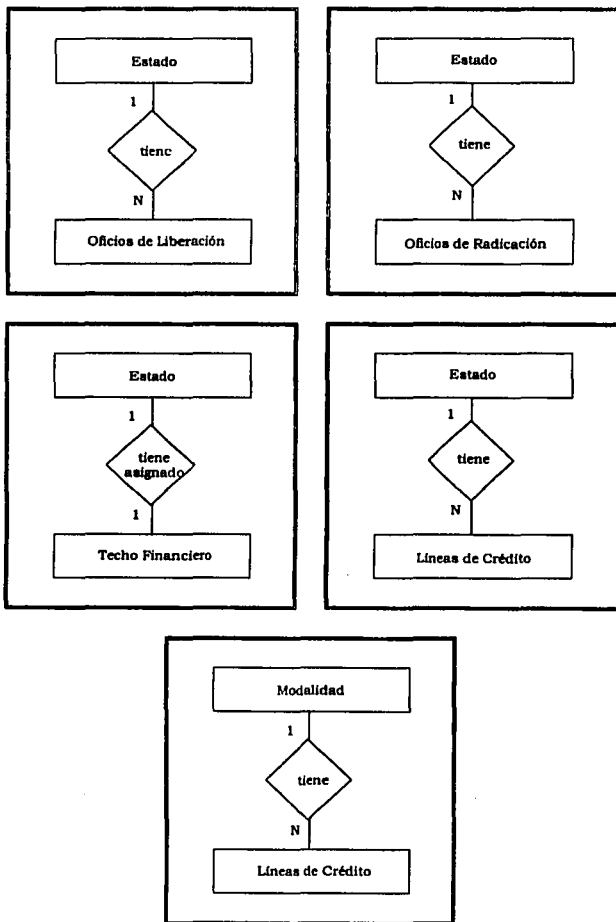 Estado
1
tiene
N
Oficios de Liberación
Estado
1
tiene
N
Oficios de Radicación
Estado
1
tiene
asignado
1
Techo Financiero
Estado
1
tiene
N
Líneas de Crédito
Modalidad
1
tiene
N
Líneas de Crédito